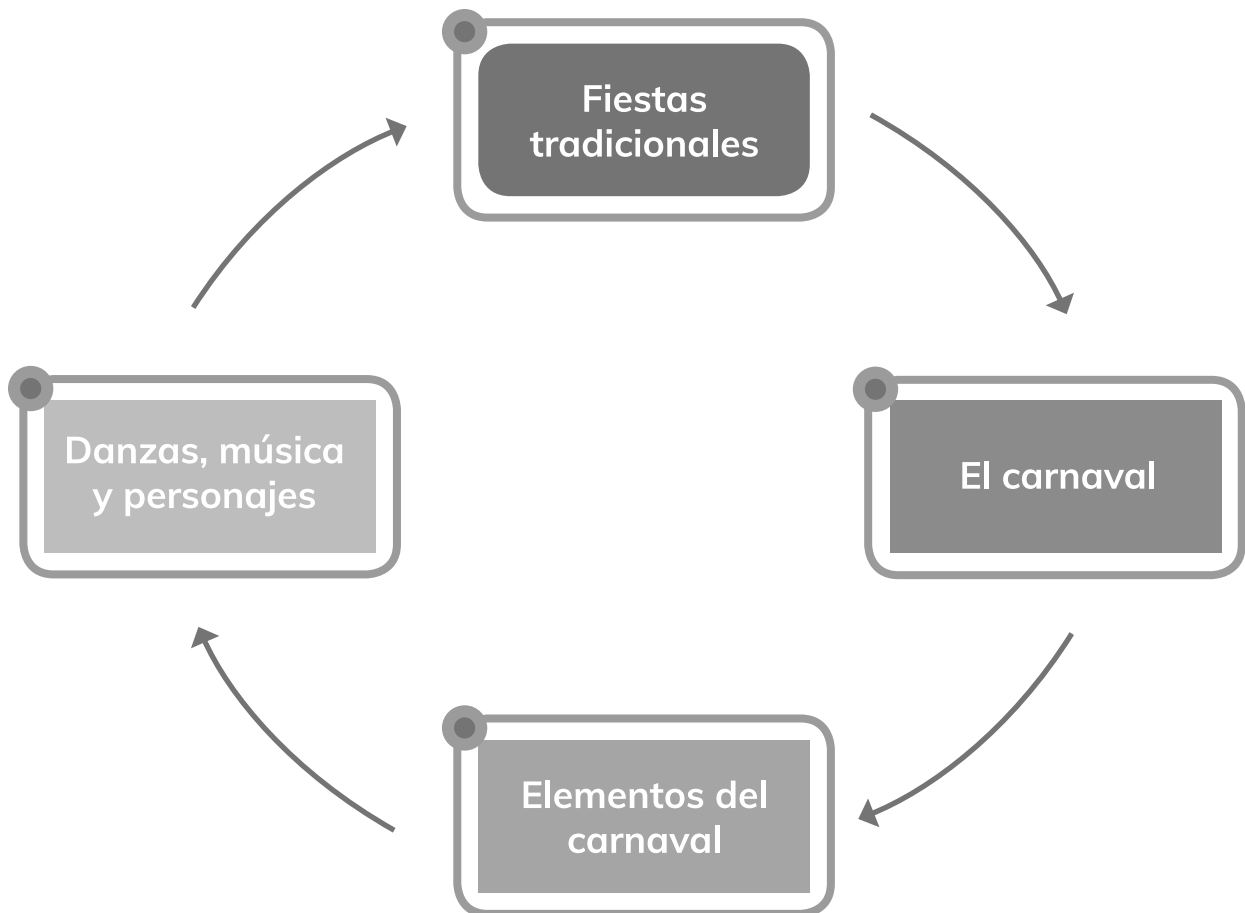 Fiestas
tradicionales
El carnaval
Elementos del
carnaval
Danzas, música
y personajes